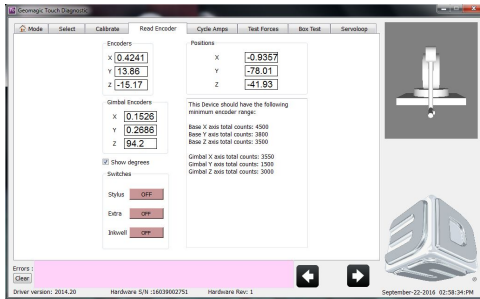 Geomagic Touch Diagnostic
Mode Select Calibrate Read Encoder Cycle Amps Test Forces Box Test Servoloop
Encoders
X 0.4241
Y 13.86
Z -15.17
Positions
X -0.9357
Y -78.01
Z -41.93
Gimbal Encoders
X 0.1526
Y 0.2686
Z 94.2
Show degrees
This Device should have the following
minimum encoder range:
Base X axis total counts: 4500
Base Y axis total counts: 3800
Base Z axis total counts: 3500
Gimbal X axis total counts: 3550
Gimbal Y axis total counts: 1500
Gimbal Z axis total counts: 3000
Switches
Stylus OFF
Extra OFF
Inkwell OFF
Errors :
Clear
Driver version: 2014.20 Hardware S/N :16039002751 Hardware Rev: 1 September-22-2016 02:58:34:PM
3DS
®